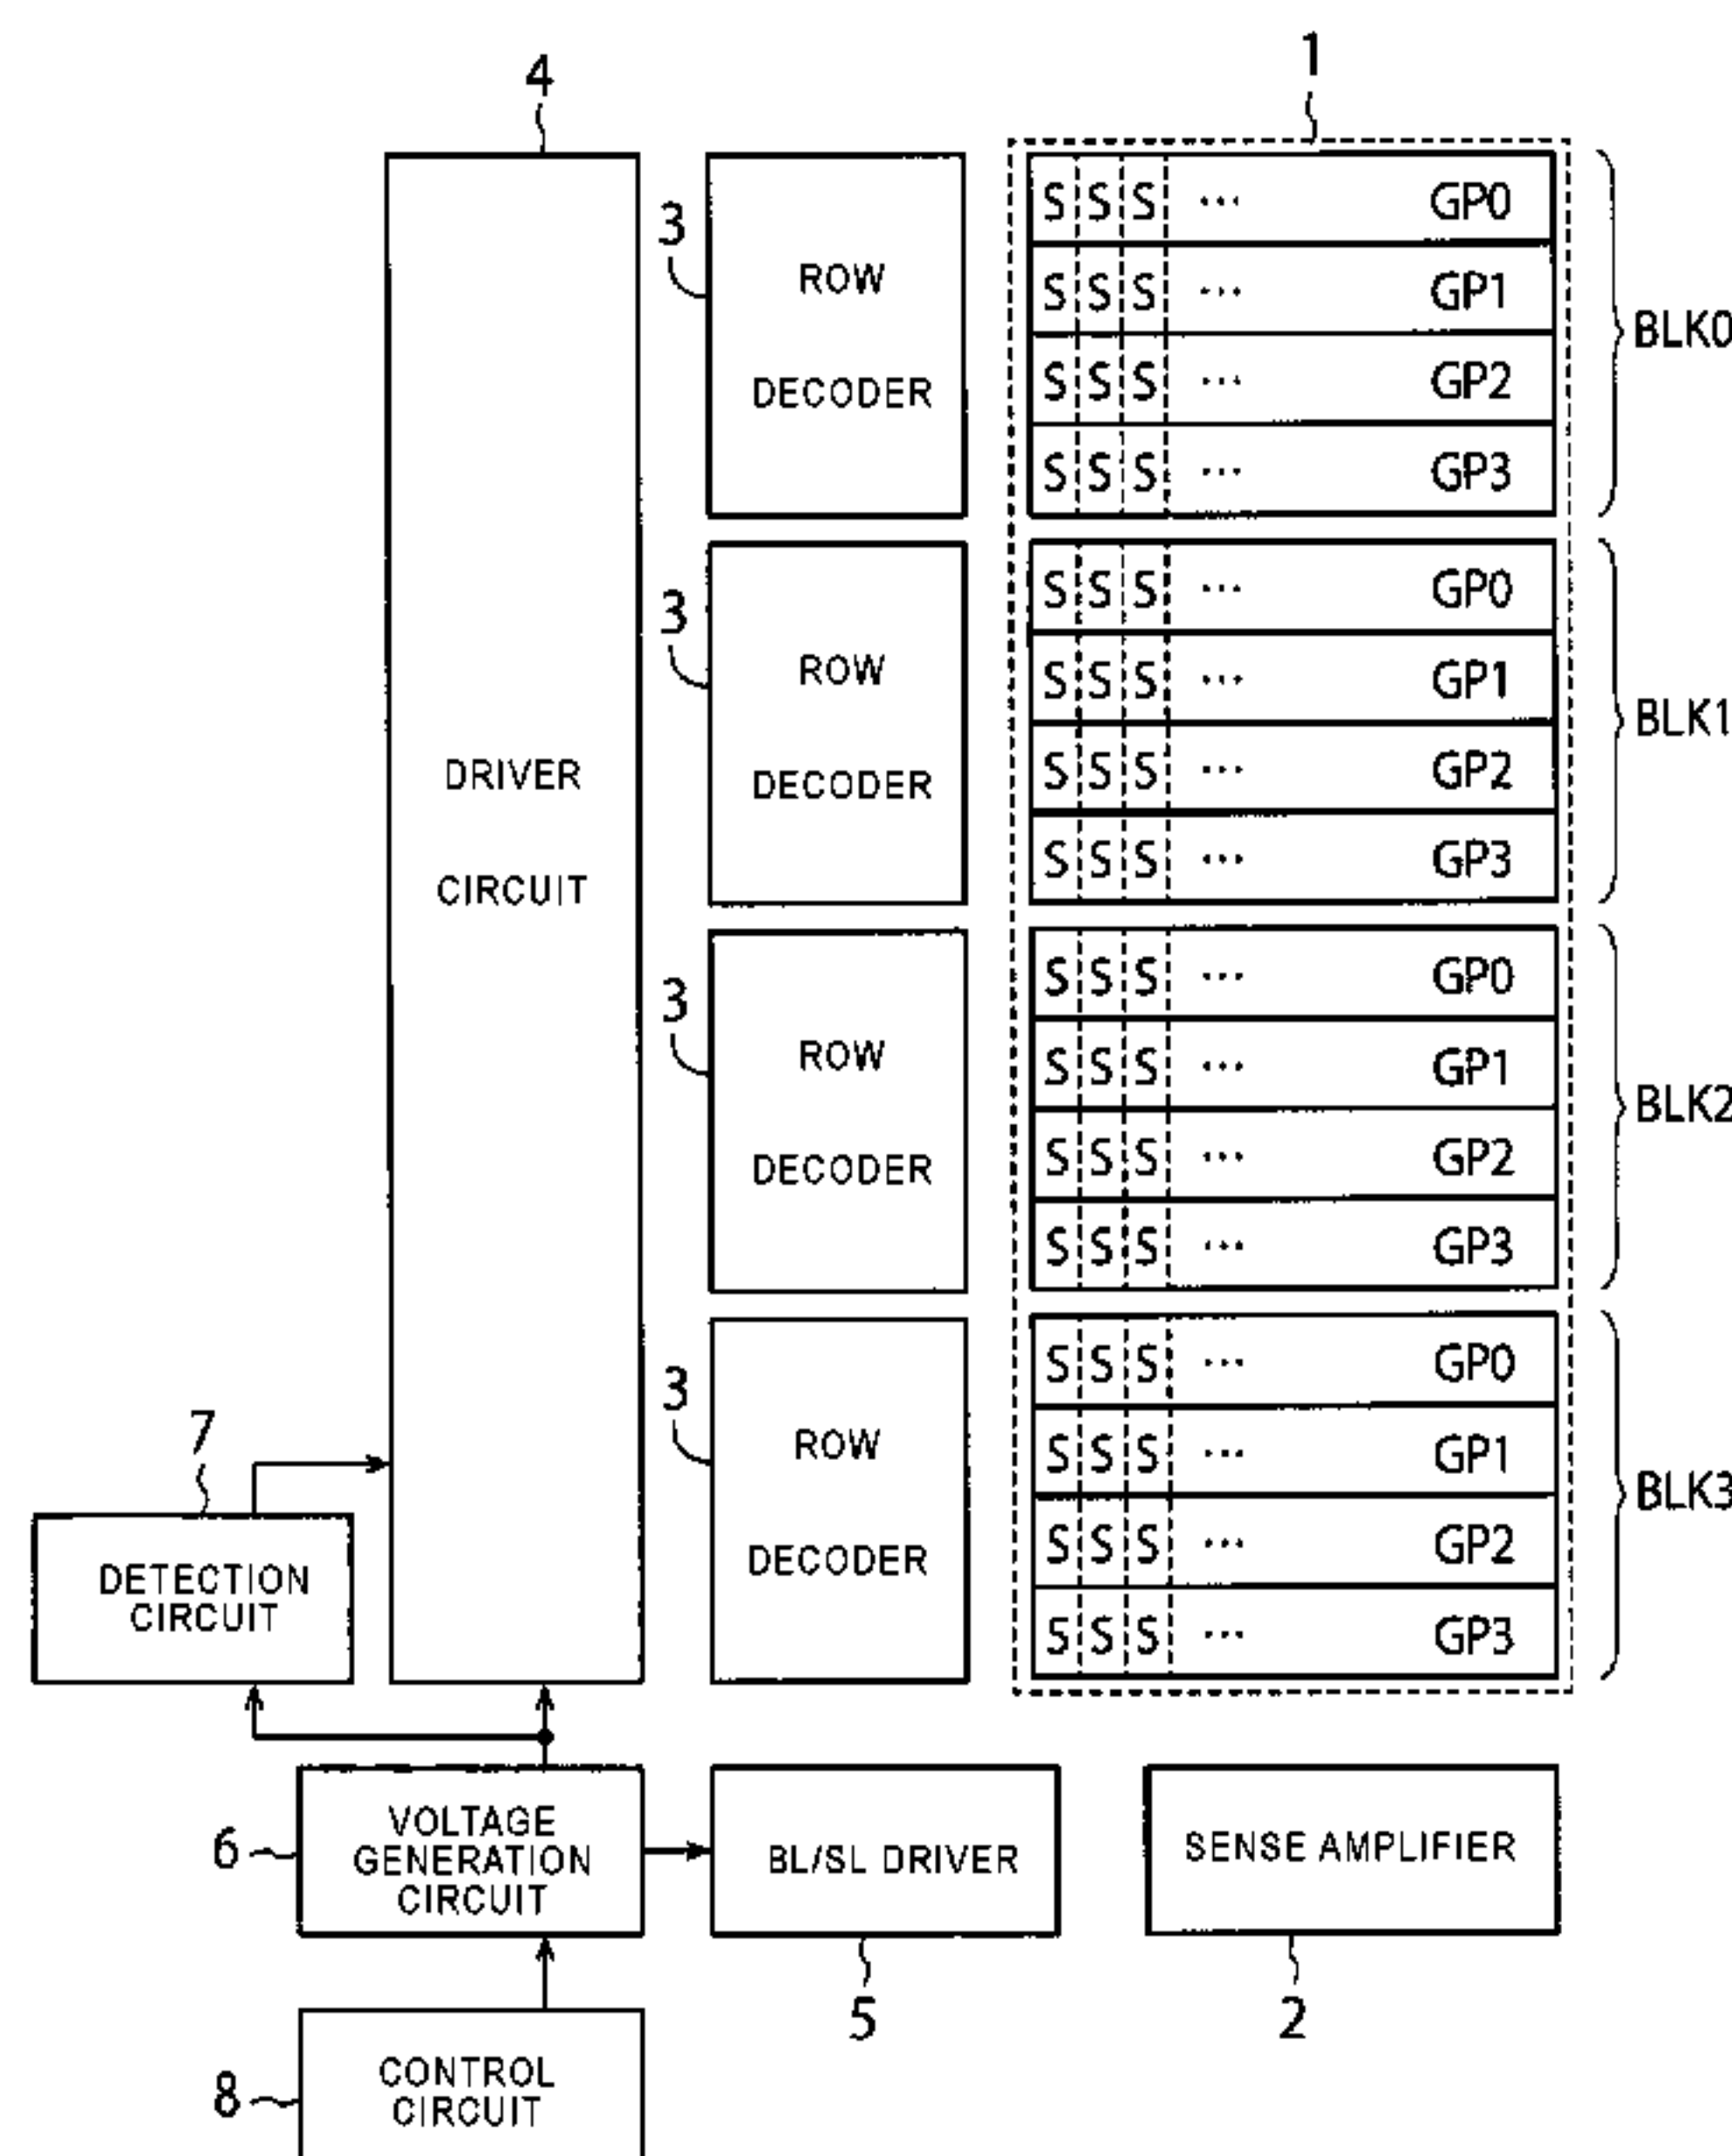 4
1
3
ROW
DECODER
S S S ... GP0
S S S ... GP1
S S S ... GP2
S S S ... GP3
BLK0
3
ROW
DECODER
S S S ... GP0
S S S ... GP1
S S S ... GP2
S S S ... GP3
BLK1
DRIVER
CIRCUIT
3
ROW
DECODER
S S S ... GP0
S S S ... GP1
S S S ... GP2
S S S ... GP3
BLK2
3
ROW
DECODER
S S S ... GP0
S S S ... GP1
S S S ... GP2
S S S ... GP3
BLK3
7
DETECTION
CIRCUIT
6
VOLTAGE
GENERATION
CIRCUIT
BL/SL DRIVER
5
SENSE AMPLIFIER
2
8
CONTROL
CIRCUIT